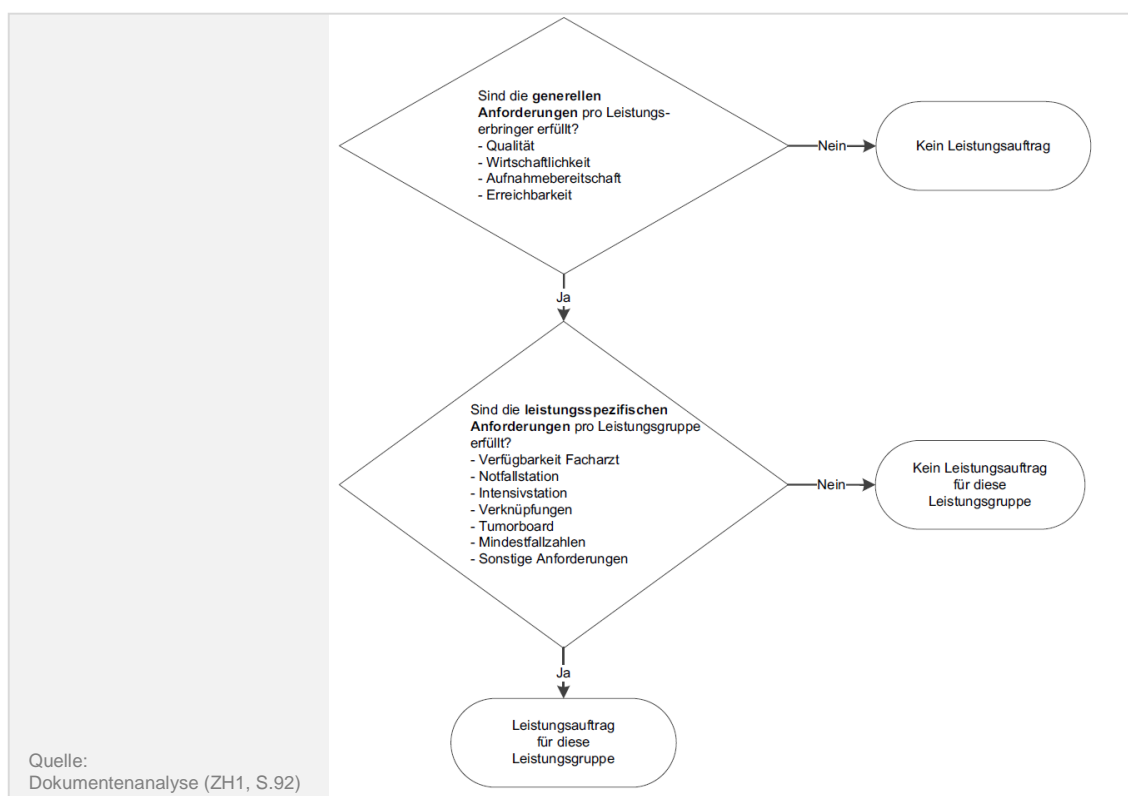 Sind die generellen
Anforderungen pro Leistungs-
erbringer erfüllt?
- Qualität
- Wirtschaftlichkeit
- Aufnahmebereitschaft
- Erreichbarkeit
Nein
Kein Leistungsauftrag
Ja
Sind die leistungsspezifischen
Anforderungen pro Leistungsgruppe
erfüllt?
- Verfügbarkeit Facharzt
- Notfallstation
- Intensivstation
- Verknüpfungen
- Tumorboard
- Mindestfallzahlen
- Sonstige Anforderungen
Nein
Kein Leistungsauftrag
für diese
Leistungsgruppe
Ja
Leistungsauftrag
für diese
Leistungsgruppe
Quelle:
Dokumentenanalyse (ZH1, S.92)